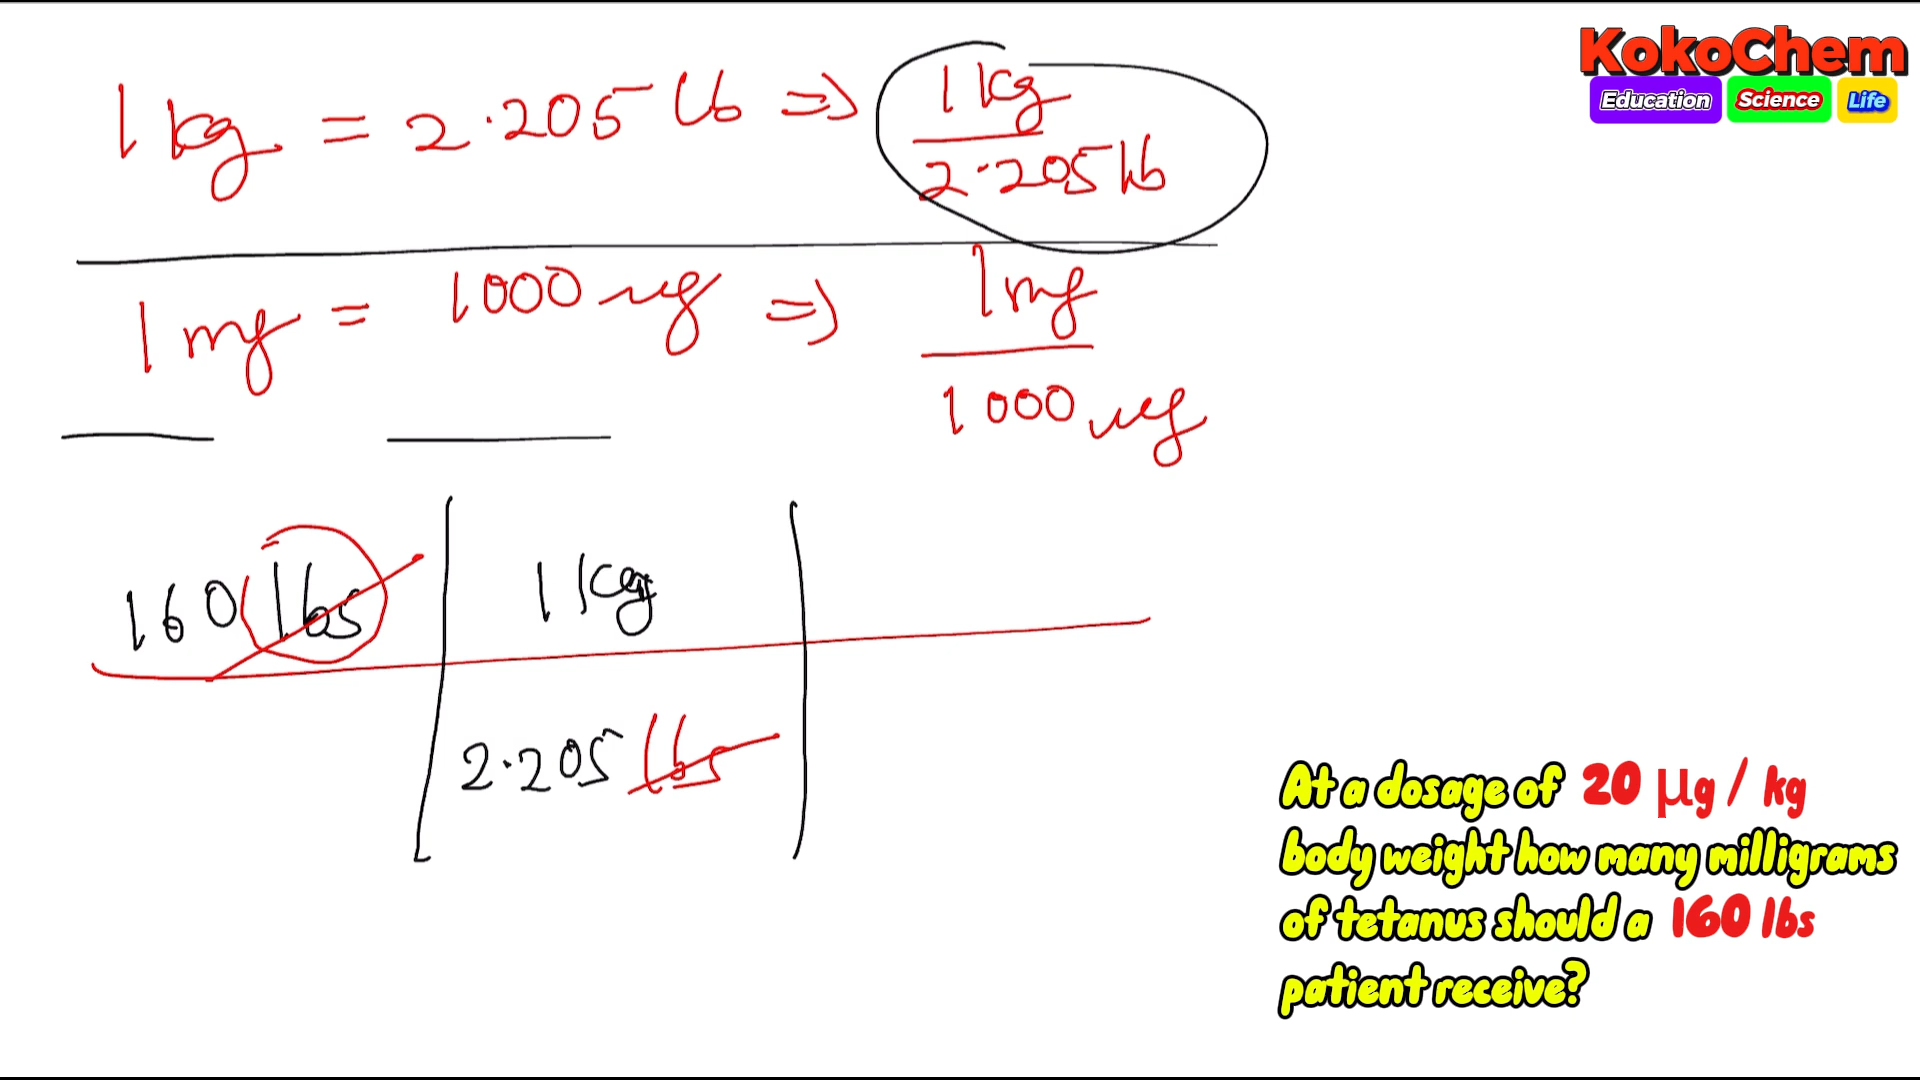 KokoChem
Education Science Life
1 kg = 2.205 lb => 1 kg
2.205 lb
1 mg = 1000 μg => 1 mg
1000 μg
160 lbs 1 kg
2.205 lbs
At a dosage of 20 μg / kg
body weight how many milligrams
of tetanus should a 160 lbs
patient receive?